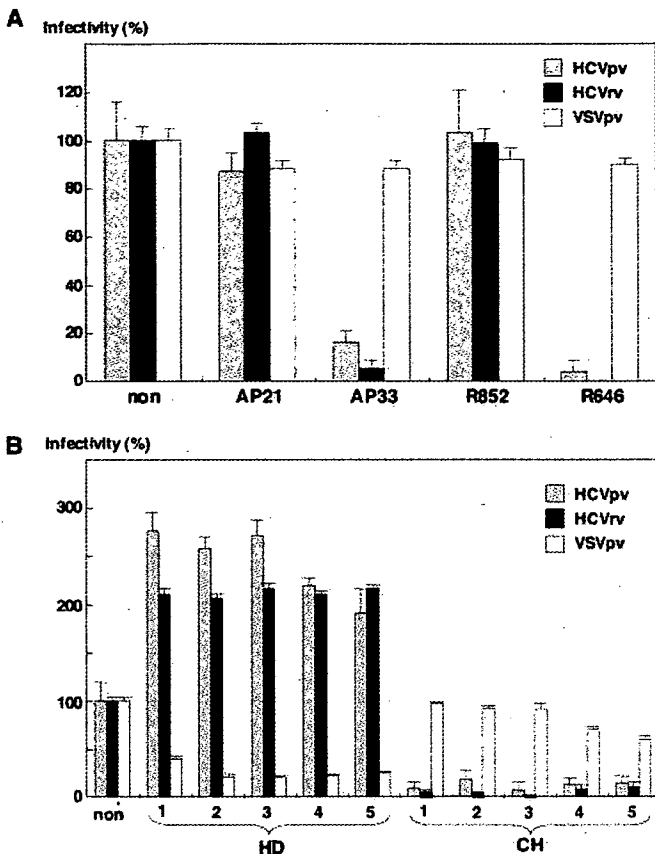 A
Infectivity (%)
HCVpv
HCRrv
VSVpv
120
100
80
60
40
20
0
non
AP21
AP33
R852
R646
B
Infectivity (%)
HCVpv
HCVrv
VSVpv
300
200
100
0
non
1
2
3
4
5
1
2
3
4
5
HD
CH